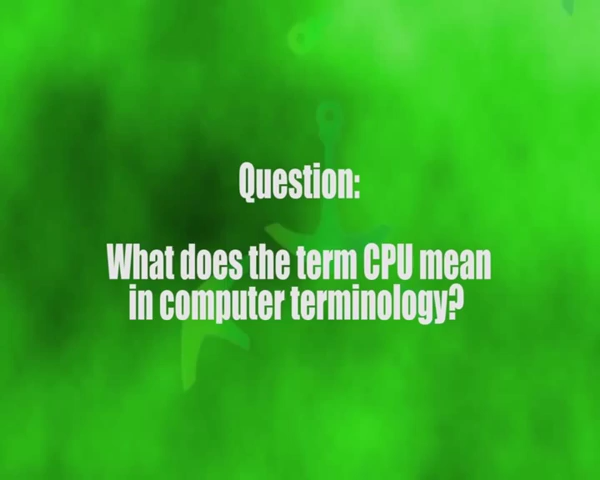 Question:
What does the term CPU mean
in computer terminology?